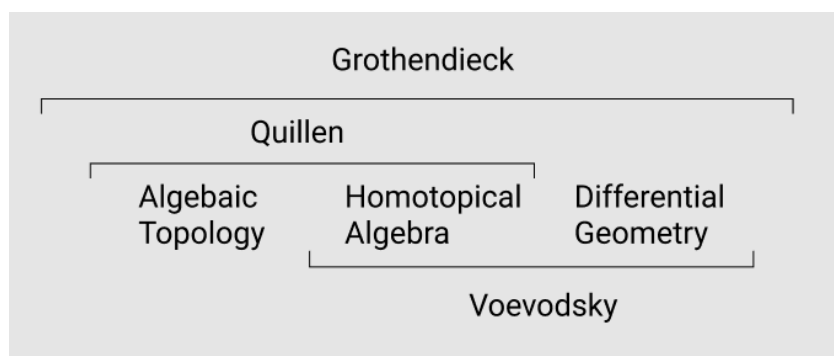 Grothendieck
Quillen
Algebaic Topology
Homotopical Algebra
Differential Geometry
Voevodsky